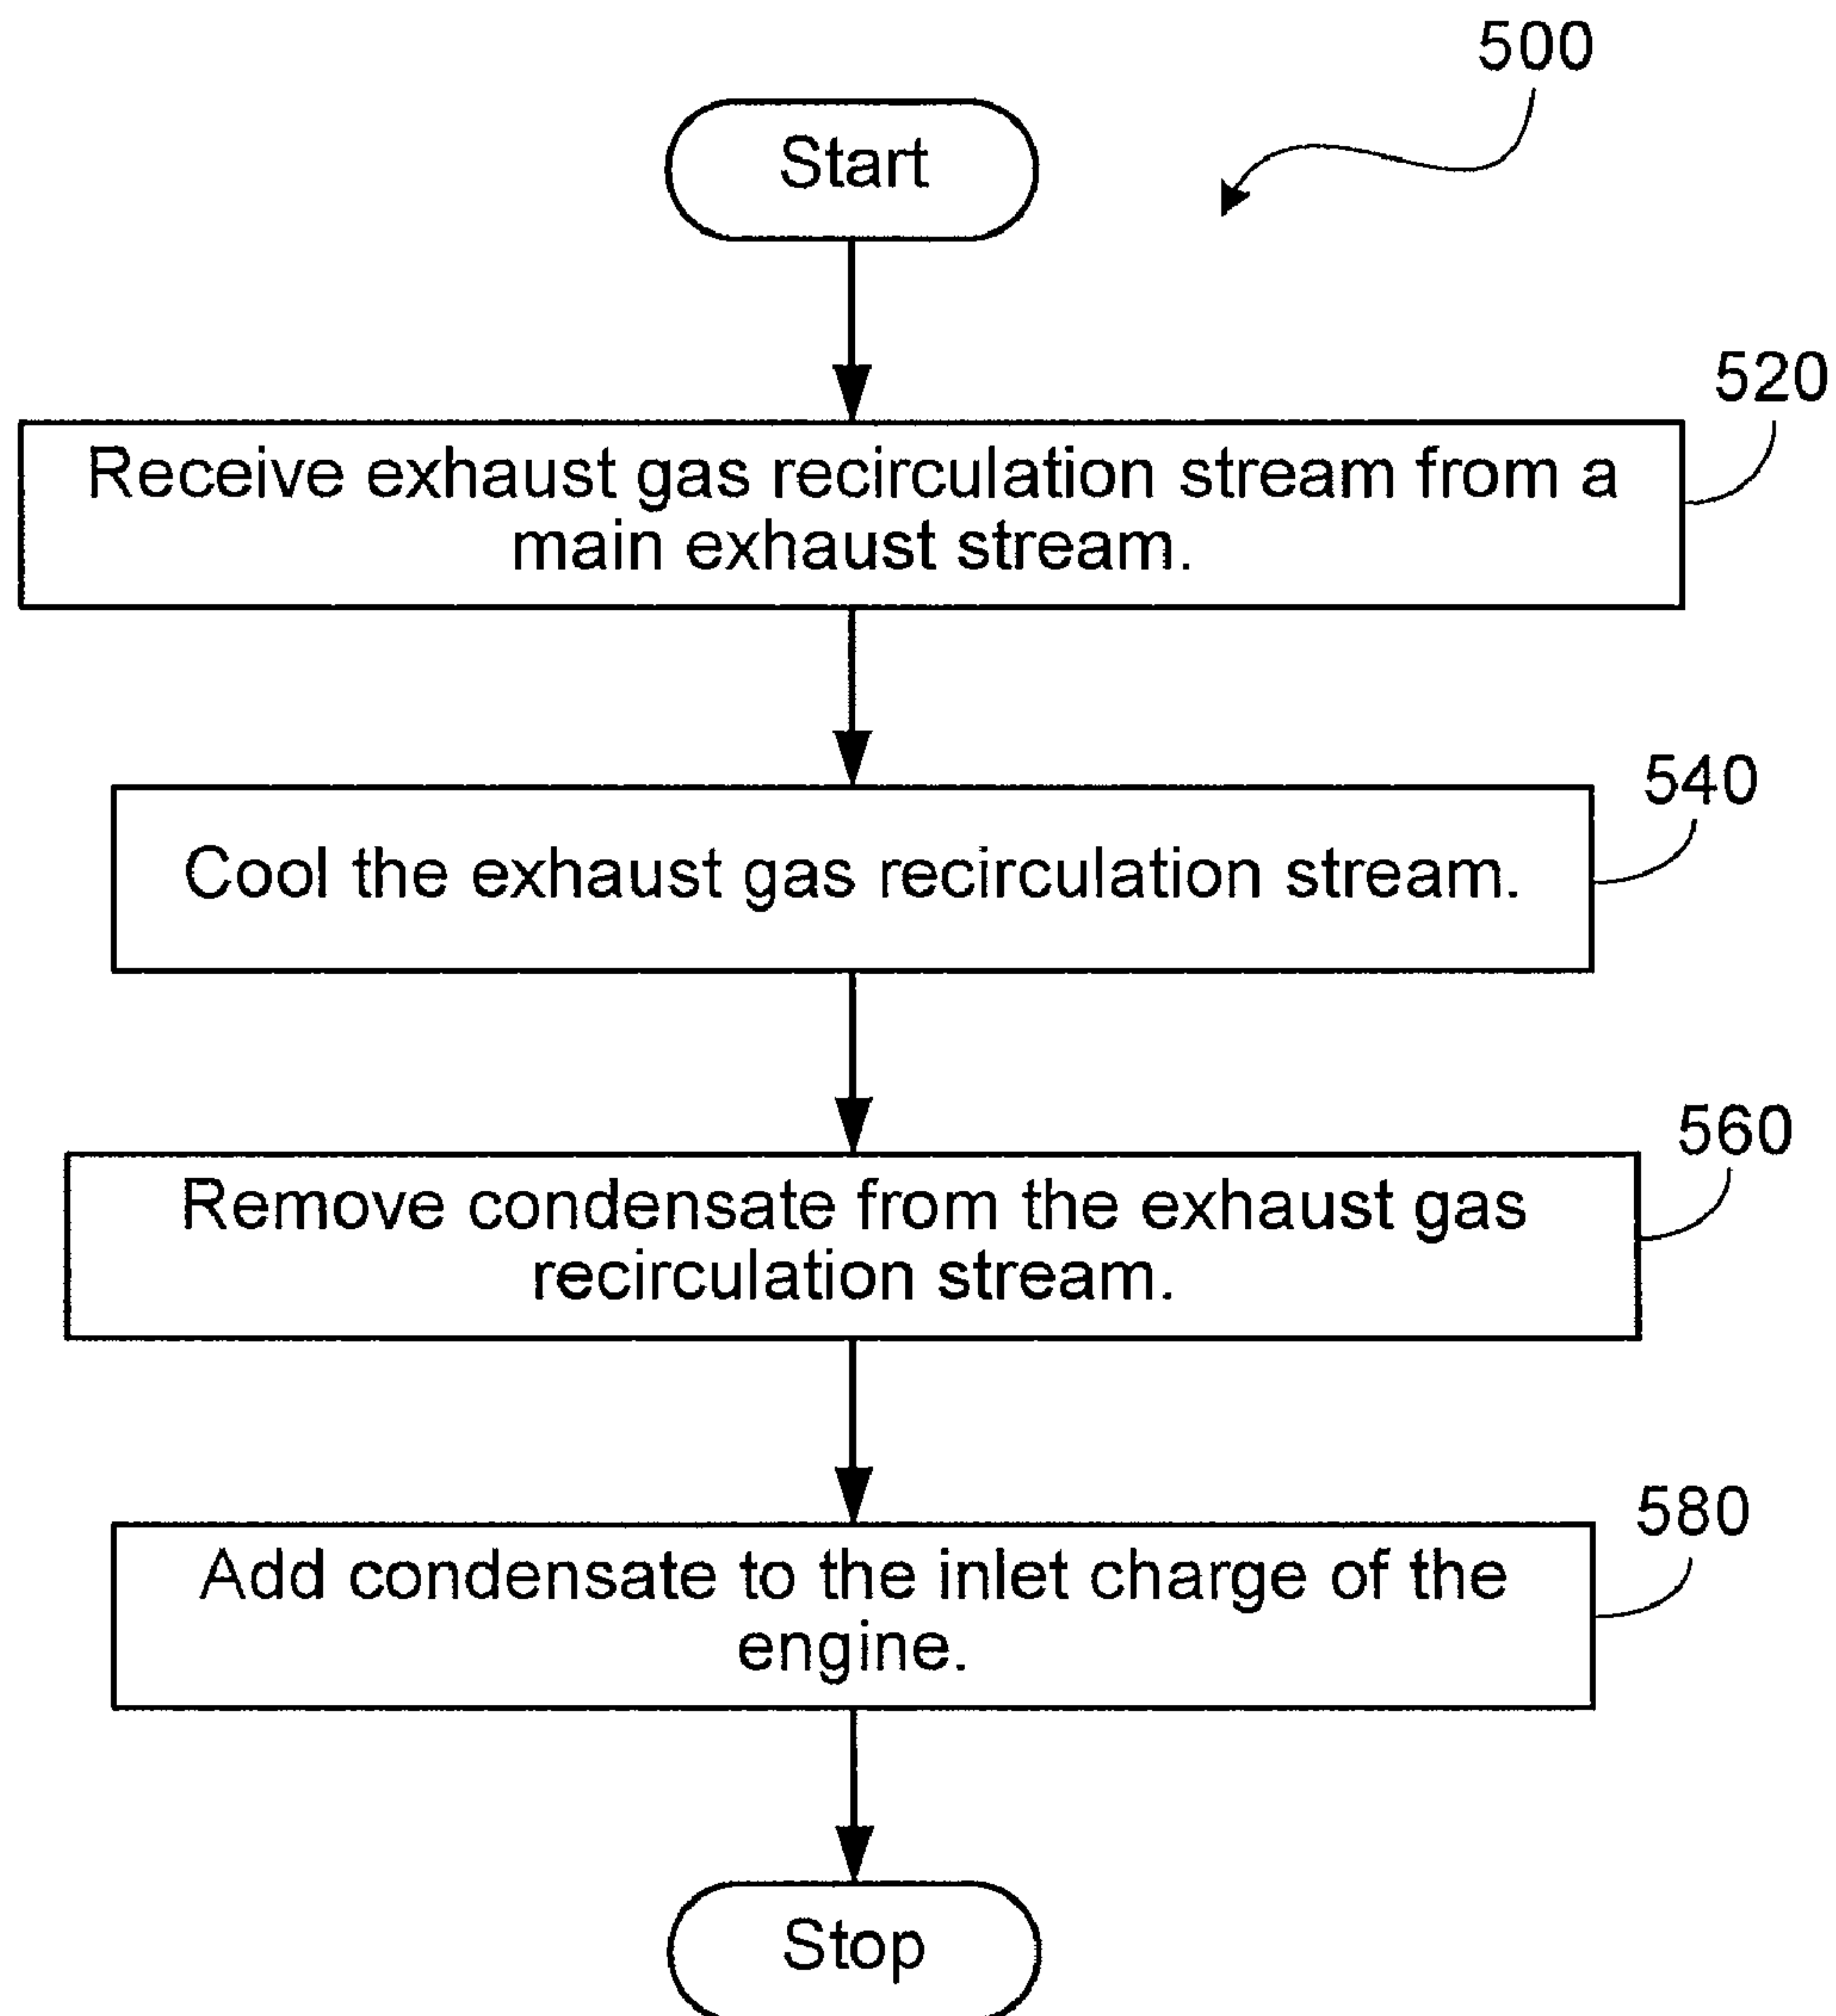 500
Start
520
Receive exhaust gas recirculation stream from a
main exhaust stream.
540
Cool the exhaust gas recirculation stream.
560
Remove condensate from the exhaust gas
recirculation stream.
580
Add condensate to the inlet charge of the
engine.
Stop